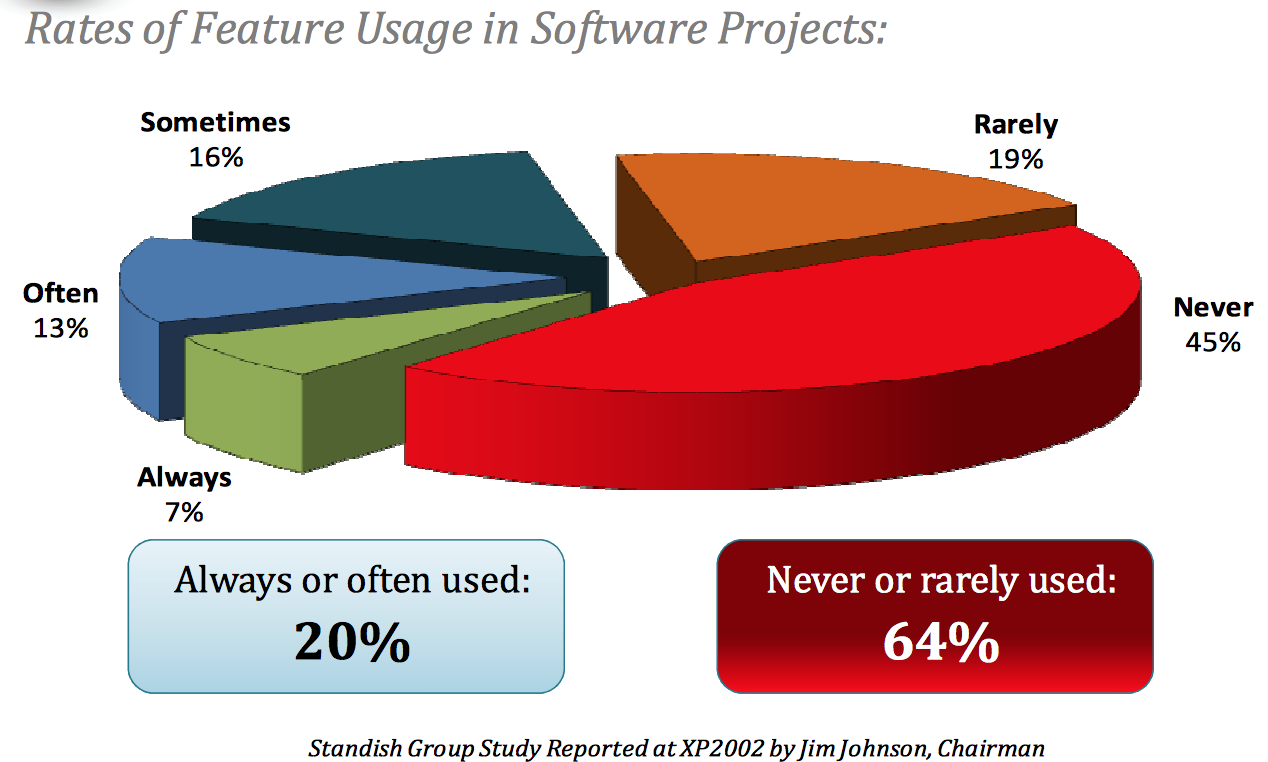 Rates of Feature Usage in Software Projects:
Sometimes
16%
Rarely
19%
Often
13%
Never
45%
Always
7%
Always or often used:
20%
Never or rarely used:
64%
Standish Group Study Reported at XP2002 by Jim Johnson, Chairman